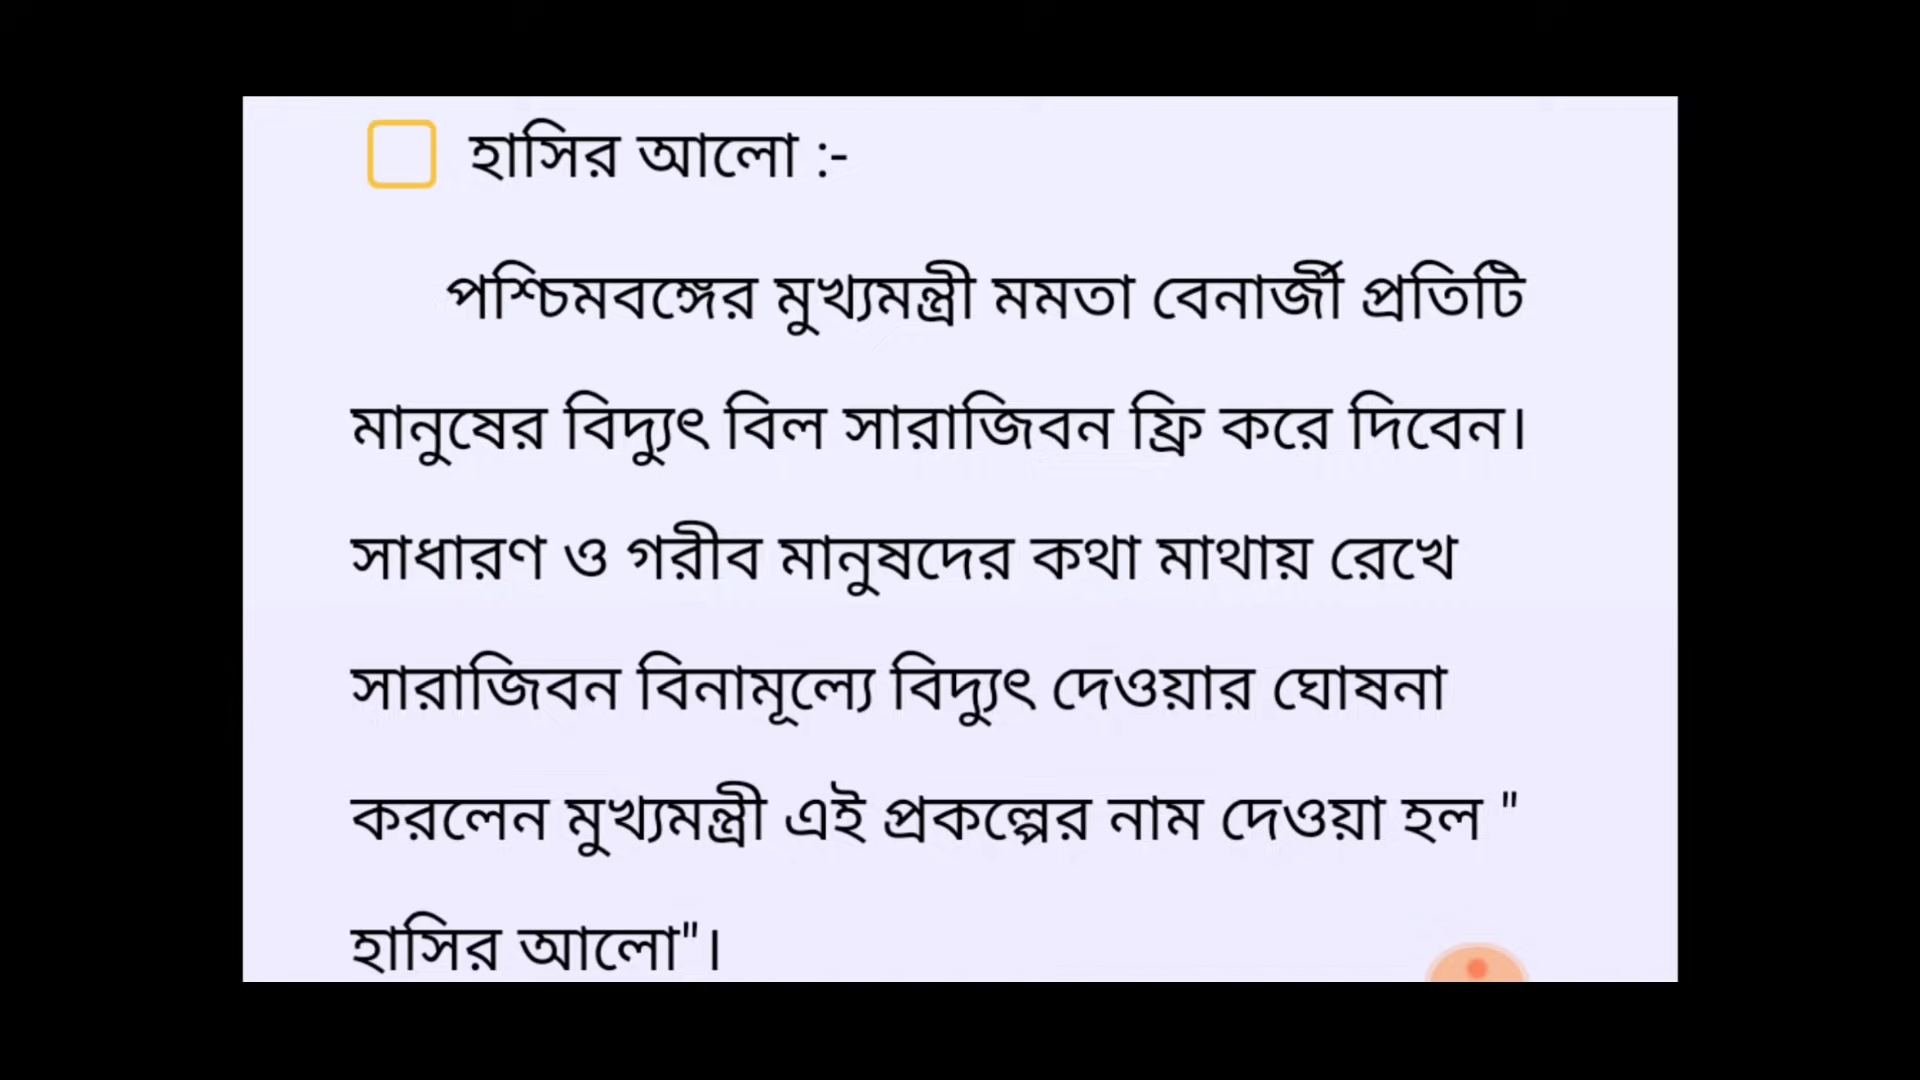 হাসির আলো :-
পশ্চিমবঙ্গের মুখ্যমন্ত্রী মমতা বেনার্জী প্রতিটি
মানুষের বিদ্যুৎ বিল সারাজিবন ফ্রি করে দিবেন।
সাধারণ ও গরীব মানুষদের কথা মাথায় রেখে
সারাজিবন বিনামূল্যে বিদ্যুৎ দেওয়ার ঘোষনা
করলেন মুখ্যমন্ত্রী এই প্রকল্পের নাম দেওয়া হল "
হাসির আলো"।